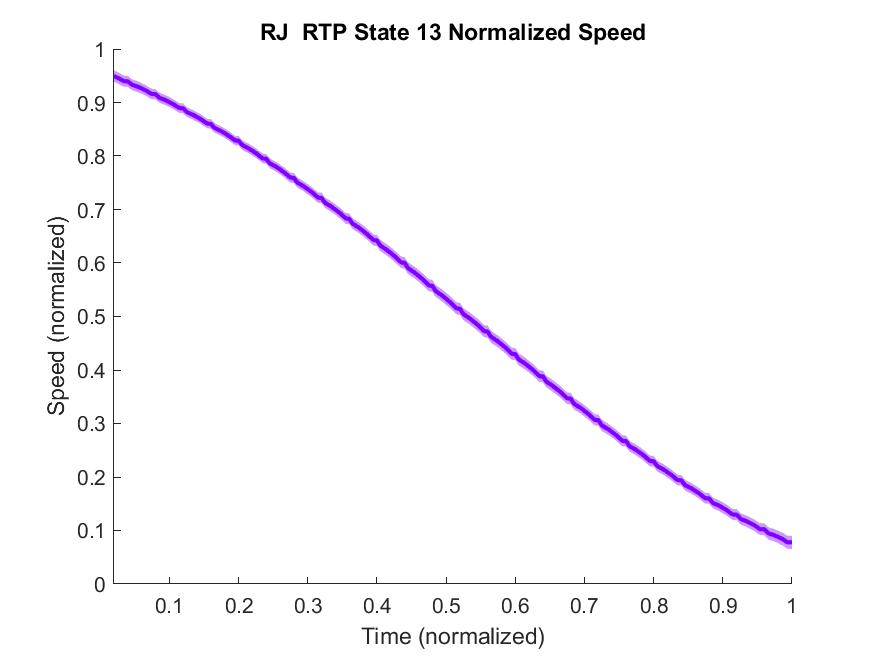 RJ  RTP State 13 Normalized Speed
1
0.9
0.8
0.7
0.6
0.5
0.4
0.3
0.2
0.1
0
Speed (normalized)
0.1 0.2 0.3 0.4 0.5 0.6 0.7 0.8 0.9 1
Time (normalized)